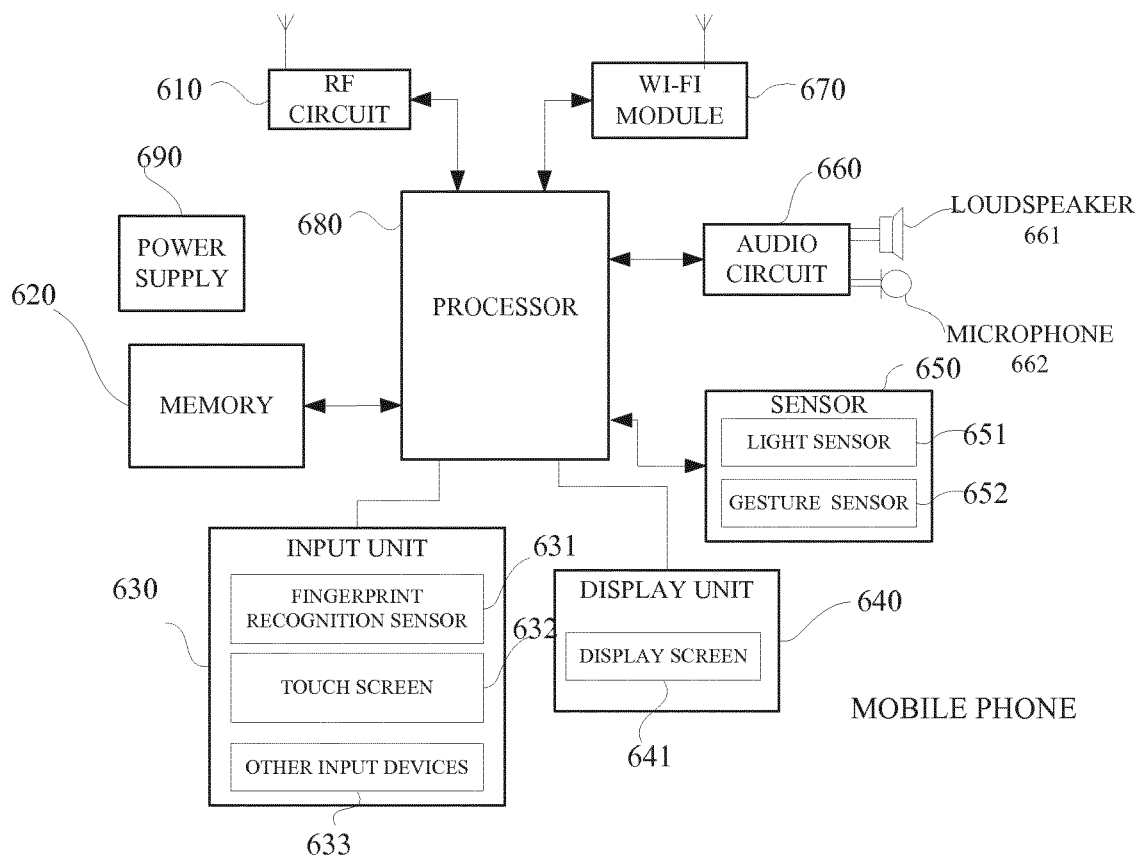 610
RF
CIRCUIT
WI-FI
MODULE
670
690
POWER
SUPPLY
680
PROCESSOR
660
AUDIO
CIRCUIT
LOUDSPEAKER
661
MICROPHONE
662
620
MEMORY
650
SENSOR
LIGHT SENSOR
651
GESTURE SENSOR
652
630
INPUT UNIT
631
FINGERPRINT
RECOGNITION SENSOR
632
TOUCH SCREEN
OTHER INPUT DEVICES
633
DISPLAY UNIT
640
DISPLAY SCREEN
641
MOBILE PHONE